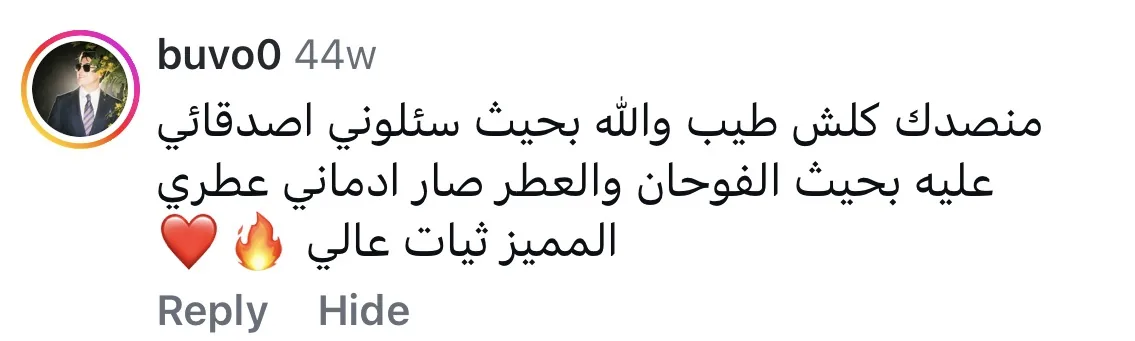 buvo0 44w
منصدك كلش طيب والله بحيث سئلوني اصدقائي
عليه بحيث الفوحان والعطر صار ادماني عطري
المميز ثيات عالي 🔥❤️
Reply Hide